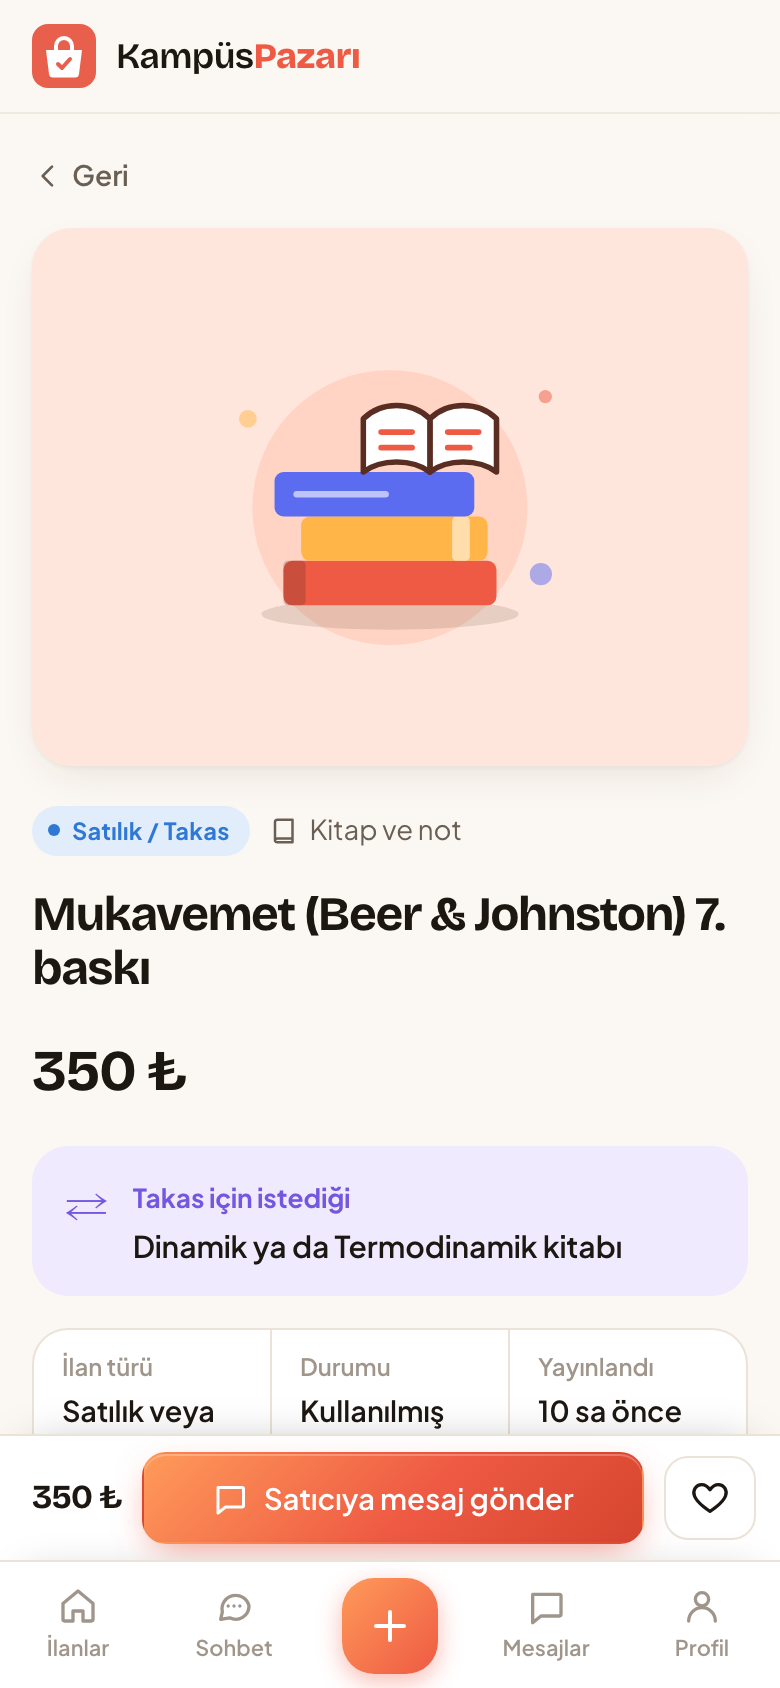 KampüsPazarı
Geri
Satılık / Takas
Kitap ve not
Mukavemet (Beer & Johnston) 7.
baskı
350 ₺
Takas için istediği
Dinamik ya da Termodinamik kitabı
İlan türü
Satılık veya
Durumu
Kullanılmış
Yayınlandı
10 sa önce
350 ₺
Satıcıya mesaj gönder
İlanlar
Sohbet
Mesajlar
Profil